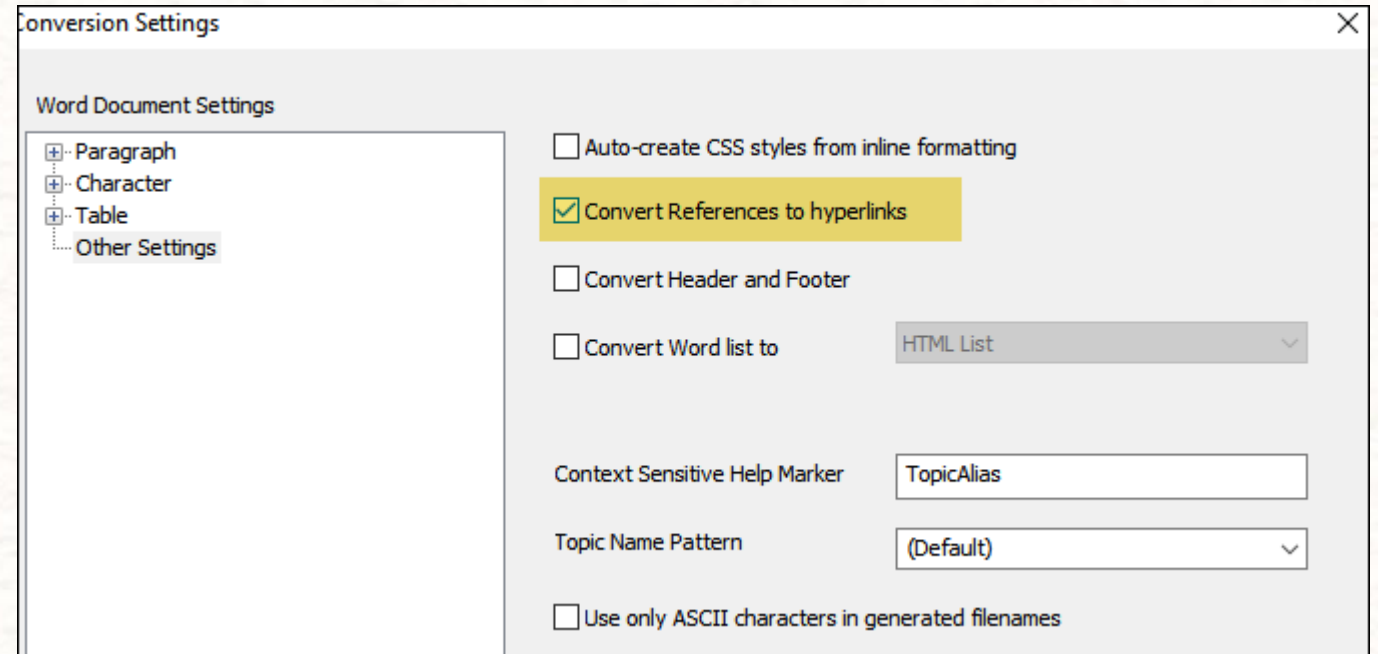 Conversion Settings
Word Document Settings
Paragraph
Character
Table
Other Settings
Auto-create CSS styles from inline formatting
Convert References to hyperlinks
Convert Header and Footer
Convert Word list to HTML List
Context Sensitive Help Marker TopicAlias
Topic Name Pattern (Default)
Use only ASCII characters in generated filenames